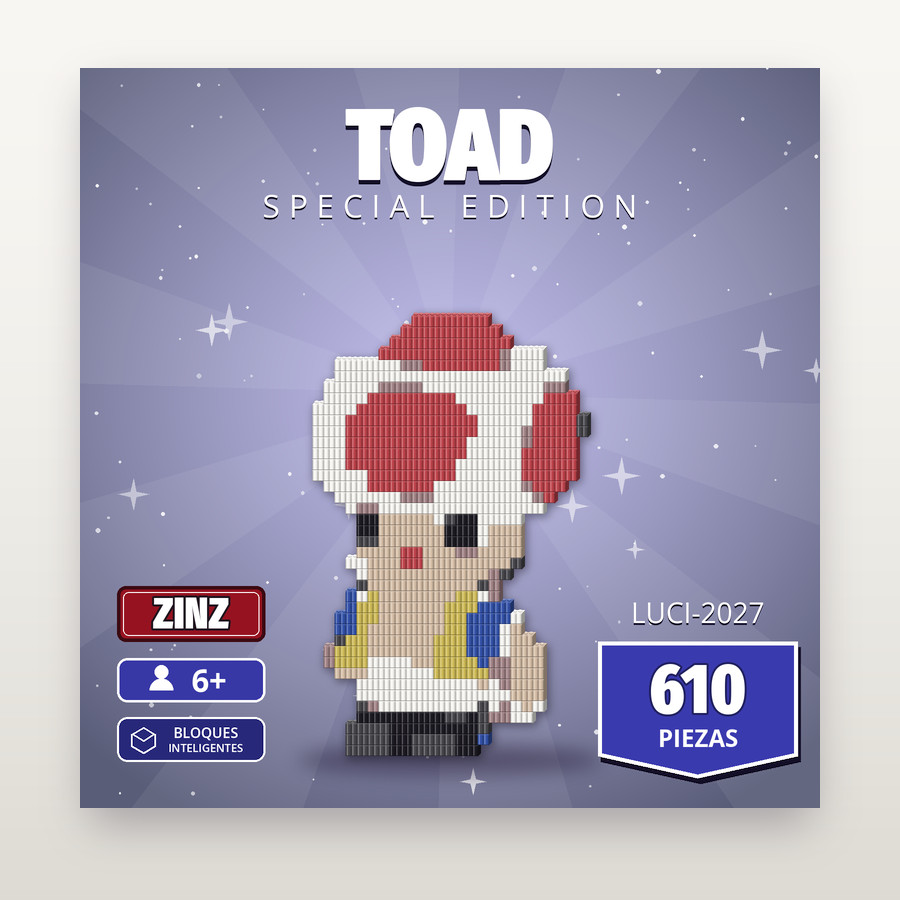 TOAD
SPECIAL EDITION
ZINZ
6+
BLOQUES
INTELIGENTES
LUCI-2027
610
PIEZAS